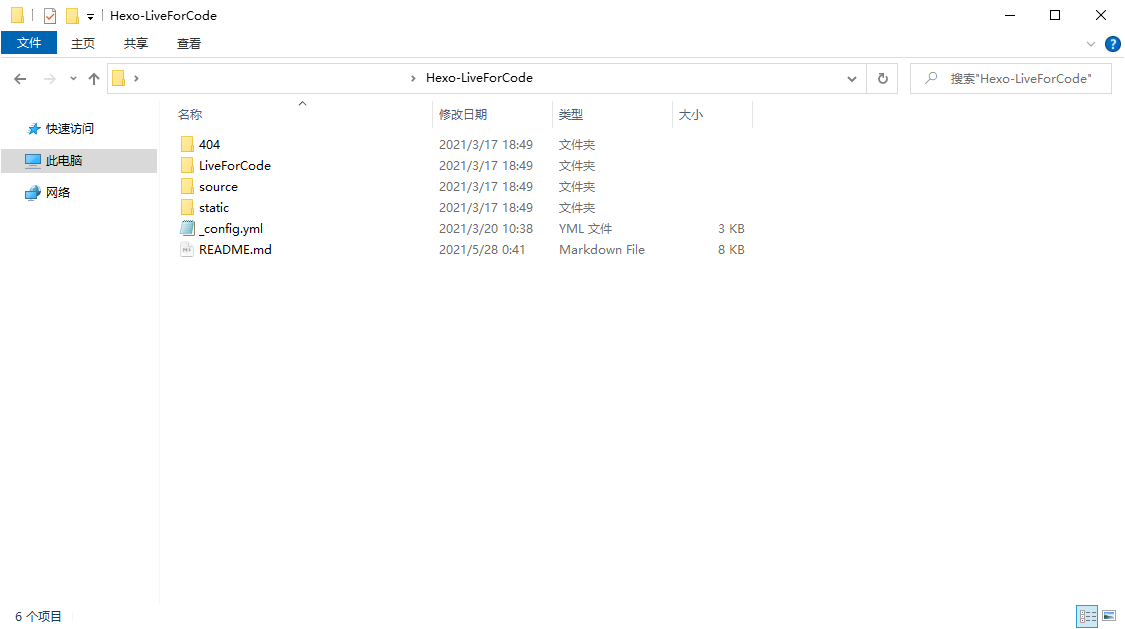 Hexo-LiveForCode
文件 主页 共享 查看
Hexo-LiveForCode 搜索"Hexo-LiveForCode"
快速访问
此电脑
网络
名称 修改日期 类型 大小
404 2021/3/17 18:49 文件夹
LiveForCode 2021/3/17 18:49 文件夹
source 2021/3/17 18:49 文件夹
static 2021/3/17 18:49 文件夹
_config.yml 2021/3/20 10:38 YML 文件 3 KB
README.md 2021/5/28 0:41 Markdown File 8 KB
6 个项目